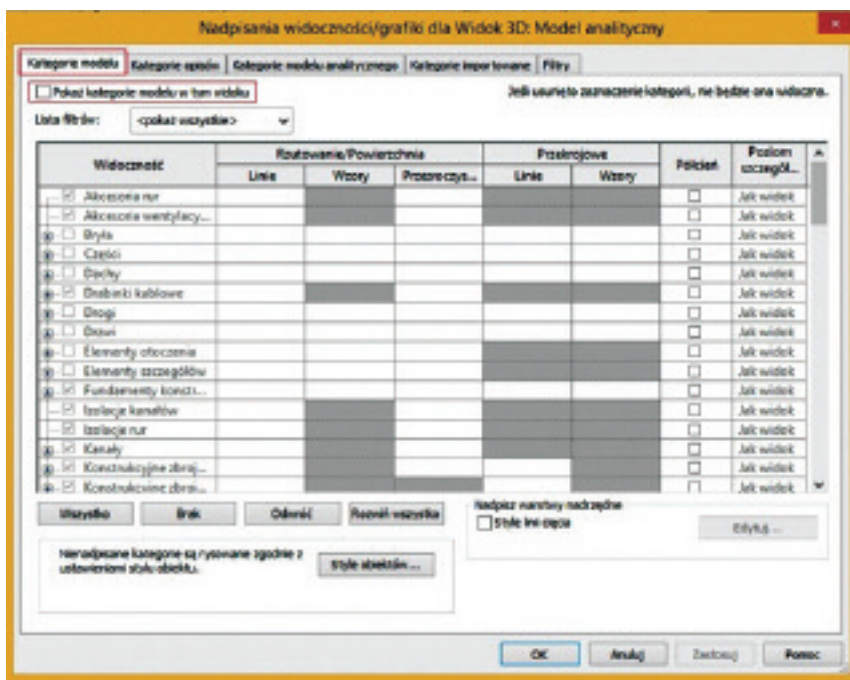 Nadpisania widoczności/grafiki dla Widok 3D: Model analityczny
Kategorie modelu Kategorie opisów Kategorie modelu analitycznego Kategorie importowane Filtry
Pokaż kategorie modelu w tym widoku
Jeśli usunięto zaznaczenie kategorii, nie będzie ona widoczna.
Lista filtrów: <pokaż wszystkie>
Widoczność Rzutowanie/Powierzchnia Przekrojowe Półcień Poziom szczegół...
Linie Wzory Przezroczys... Linie Wzory
Akcesoria rur Jak widok
Akcesoria wentylacy... Jak widok
Bryła Jak widok
Części Jak widok
Dachy Jak widok
Drabinki kablowe Jak widok
Drogi Jak widok
Drzwi Jak widok
Elementy otoczenia Jak widok
Elementy szczegółów Jak widok
Fundamenty konstr... Jak widok
Izolacje kanałów Jak widok
Izolacje rur Jak widok
Kanały Jak widok
Konstrukcyjne zbroj... Jak widok
Konstrukcyjne zbroj... Jak widok
Wszystko Brak Odwróć Rozwiń wszystko
Nadpisz warstwy nadrzędne
Style linii cięcia Edytuj...
Nienadpisane kategorie są rysowane zgodnie z
ustawieniami stylu obiektu.
Style obiektów...
OK Anuluj Zastosuj Pomoc